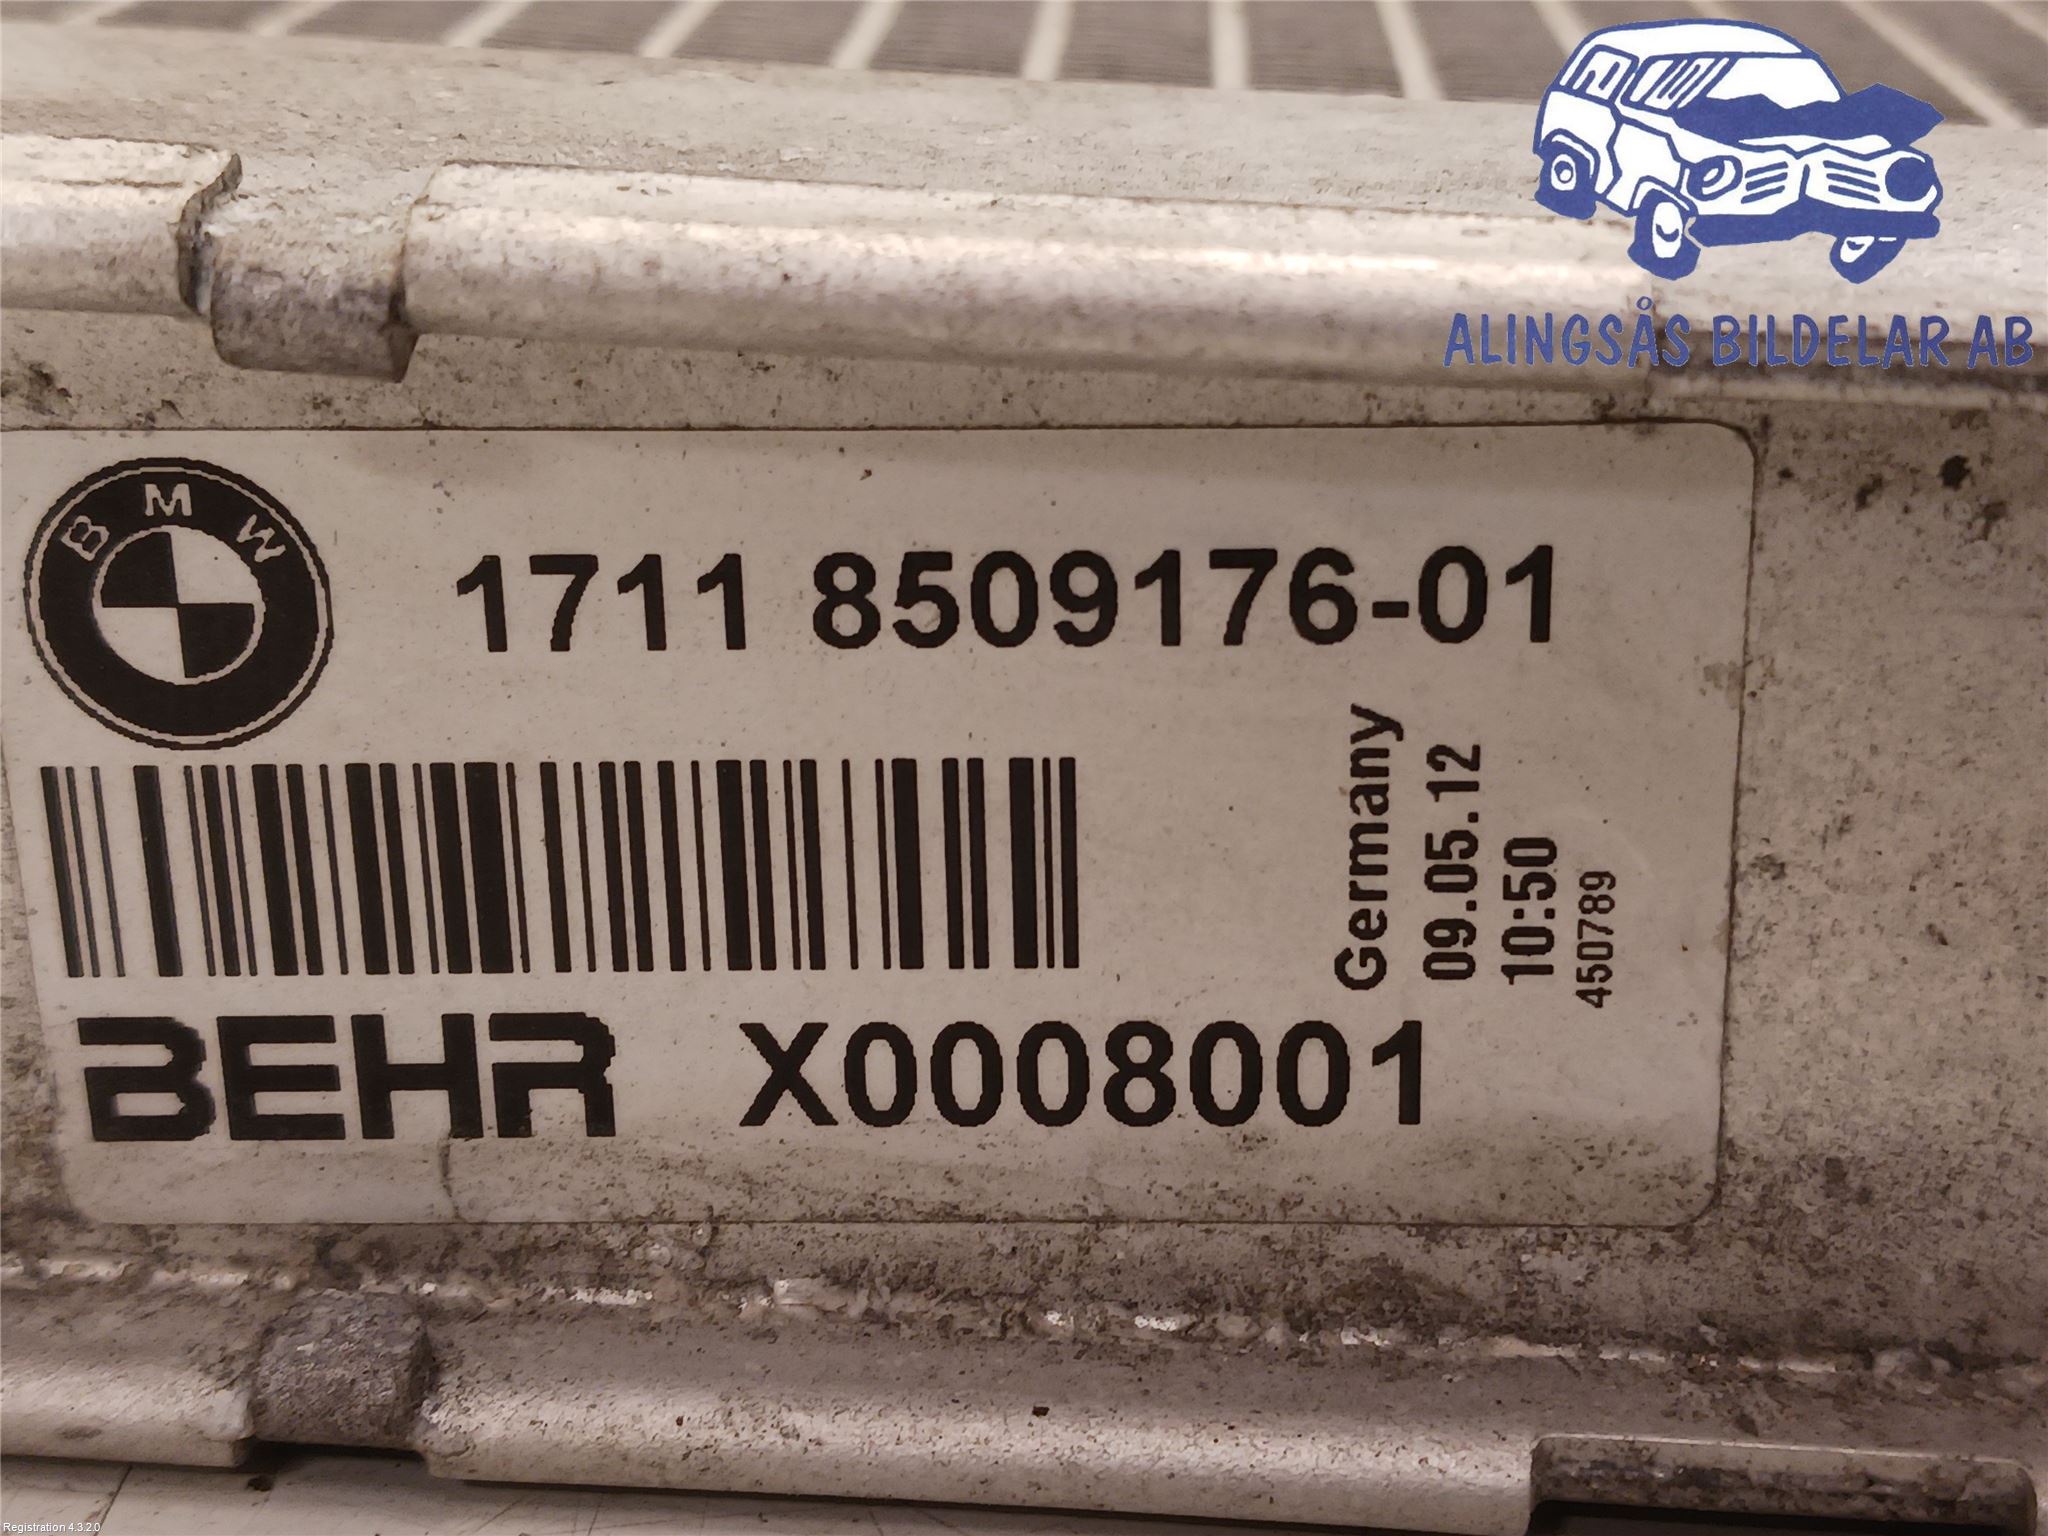 ALINGSÅS BILDELAR AB
BMW
1711 8509176-01
Germany
09.05.12
10:50
450789
BEHR X0008001
Registration 4.3.2.0